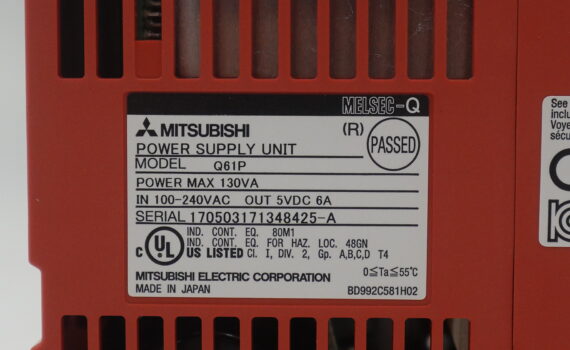 MELSEC-Q
MITSUBISHI
(R)
PASSED
POWER SUPPLY UNIT
MODEL Q61P
POWER MAX 130VA
IN 100-240VAC OUT 5VDC 6A
SERIAL 170503171348425-A
C UL US LISTED
IND. CONT. EQ. 80M1
IND. CONT. EQ. FOR HAZ. LOC. 48GN
Cl. I, DIV. 2, Gp. A,B,C,D T4
MITSUBISHI ELECTRIC CORPORATION
0≦Ta≦55℃
MADE IN JAPAN
BD992C581H02
See
inclu
Voye
sécur